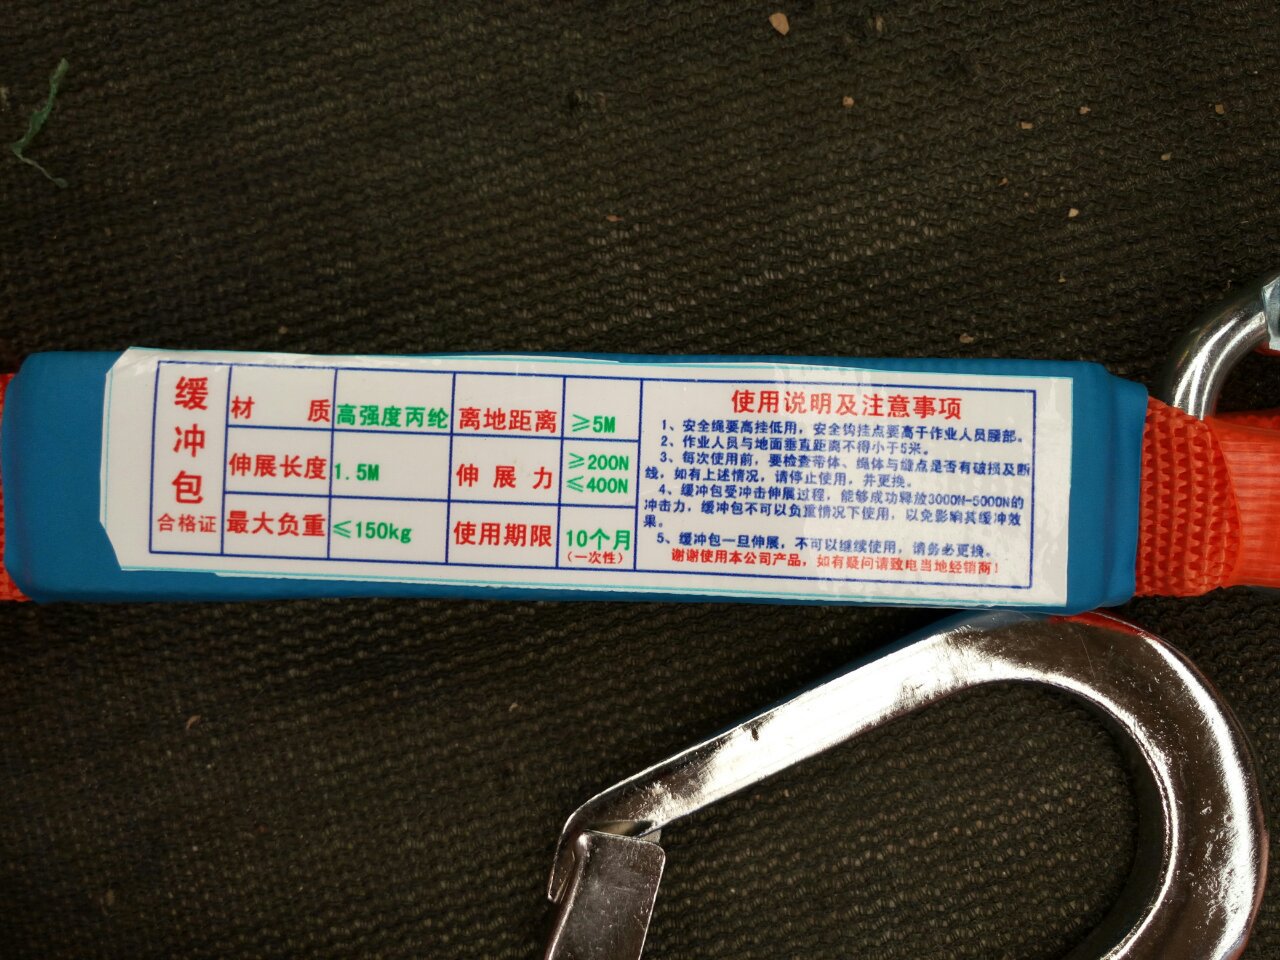 缓冲包
合格证
材 质 高强度丙纶 离地距离 ≥5M
伸展长度 1.5M 伸 展 力 ≥200N ≤400N
最大负重 ≤150kg 使用期限 10个月 (一次性)
使用说明及注意事项
1、安全绳要高挂低用,安全钩挂点要高于作业人员腰部。
2、作业人员与地面垂直距离不得小于5米。
3、每次使用前,要检查带体、绳体与缝点是否有破损及断
线,如有上述情况,请停止使用,并更换。
4、缓冲包受冲击伸展过程,能够成功释放3000N-5000N的
冲击力,缓冲包不可以负重情况下使用,以免影响其缓冲效
果。
5、缓冲包一旦伸展,不可以继续使用,请务必更换。
谢谢使用本公司产品,如有疑问请致电当地经销商!